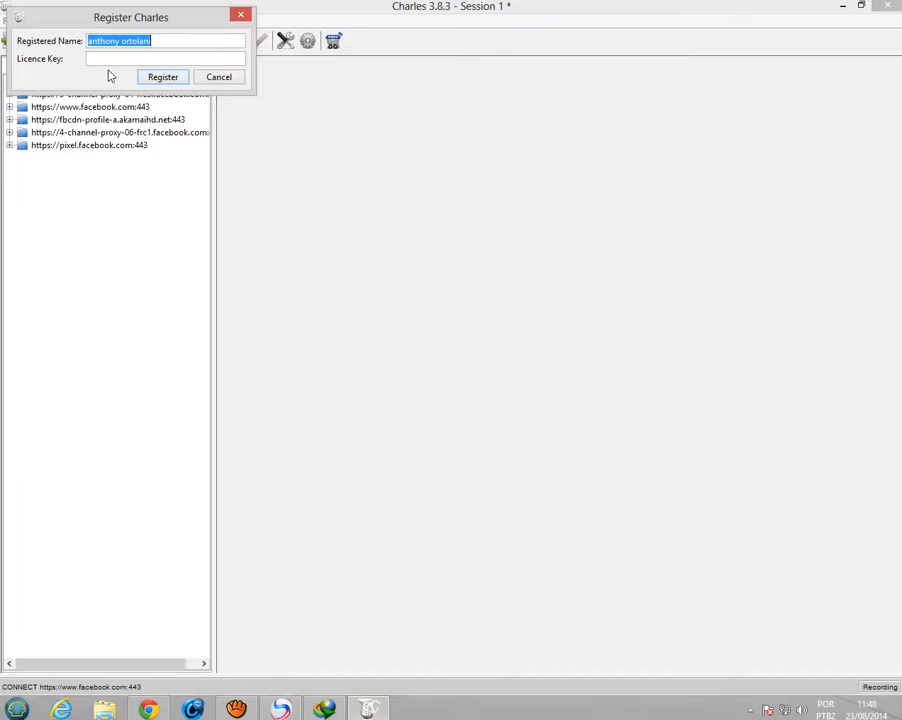 Register Charles
Charles 3.8.3 - Session 1 *
Registered Name: anthony ortolani
Licence Key:
Register Cancel
https://www.facebook.com:443
https://fbcdn-profile-a.akamaihd.net:443
https://4-channel-proxy-06-frc1.facebook.com:
https://pixel.facebook.com:443
CONNECT https://www.facebook.com:443
Recording
POR 11:48
PTB2 23/08/2014